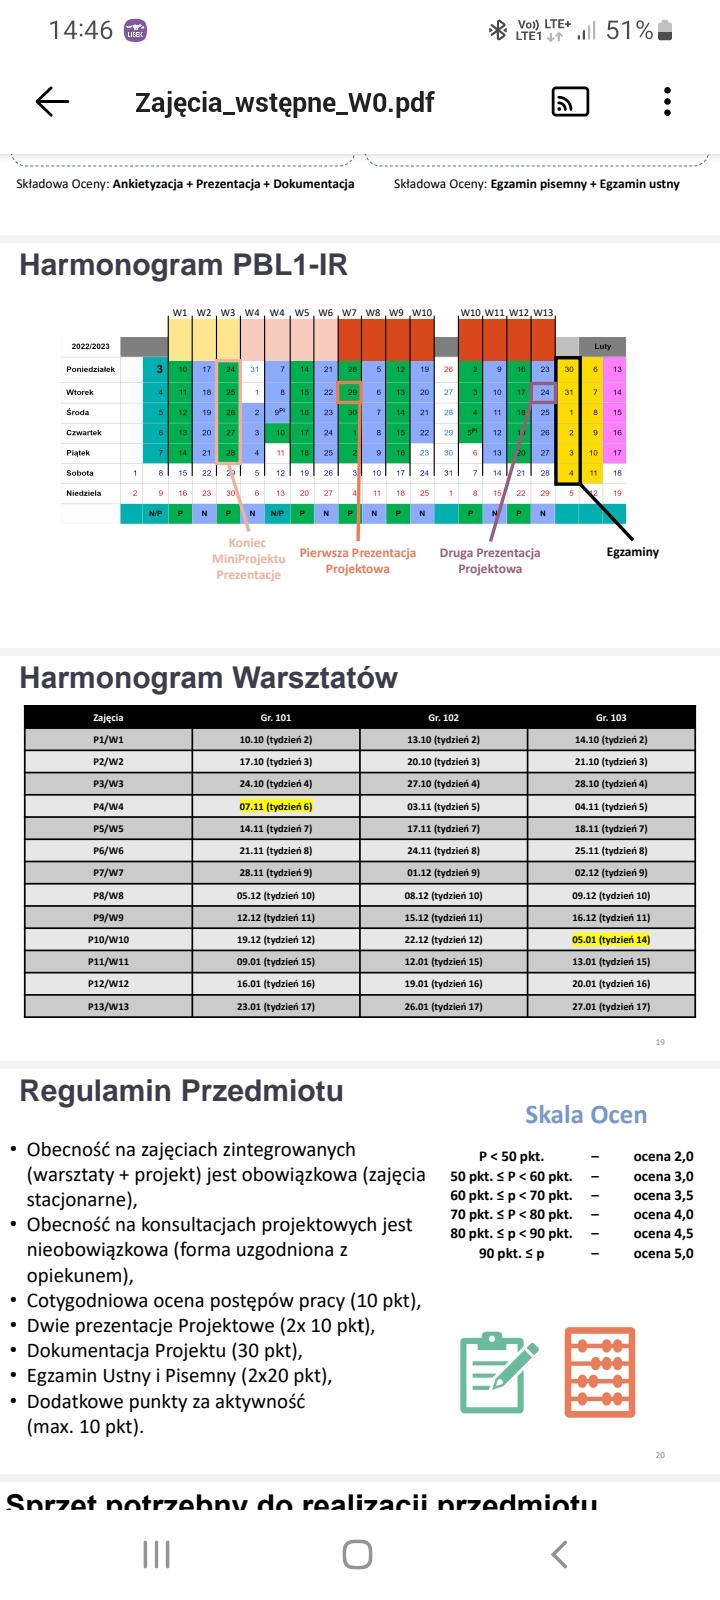 14:46
LISEK
Vo)) LTE+
LTE1
51%
Zajęcia_wstępne_W0.pdf
Składowa Oceny: Ankietyzacja + Prezentacja + Dokumentacja
Składowa Oceny: Egzamin pisemny + Egzamin ustny
Harmonogram PBL1-IR
W1 W2 W3 W4 W4 W5 W6 W7 W8 W9 W10 W10 W11 W12 W13
2022/2023 Luty
Poniedziałek 3 10 17 24 31 7 14 21 28 5 12 19 26 2 9 16 23 30 6 13
Wtorek 4 11 18 25 1 8 15 22 29 6 13 20 27 3 10 17 24 31 7 14
Środa 5 12 19 26 2 9Pt 16 23 30 7 14 21 28 4 11 18 25 1 8 15
Czwartek 6 13 20 27 3 10 17 24 1 8 15 22 29 5Pt 12 19 26 2 9 16
Piątek 7 14 21 28 4 11 18 25 2 9 16 23 30 6 13 20 27 3 10 17
Sobota 1 8 15 22 29 5 12 19 26 3 10 17 24 31 7 14 21 28 4 11 18
Niedziela 2 9 16 23 30 6 13 20 27 4 11 18 25 1 8 15 22 29 5 12 19
N/P P N P N N/P P N P N P N P N P N
Koniec
MiniProjektu
Prezentacje
Pierwsza Prezentacja
Projektowa
Druga Prezentacja
Projektowa
Egzaminy
Harmonogram Warsztatów
Zajęcia Gr. 101 Gr. 102 Gr. 103
P1/W1 10.10 (tydzień 2) 13.10 (tydzień 2) 14.10 (tydzień 2)
P2/W2 17.10 (tydzień 3) 20.10 (tydzień 3) 21.10 (tydzień 3)
P3/W3 24.10 (tydzień 4) 27.10 (tydzień 4) 28.10 (tydzień 4)
P4/W4 07.11 (tydzień 6) 03.11 (tydzień 5) 04.11 (tydzień 5)
P5/W5 14.11 (tydzień 7) 17.11 (tydzień 7) 18.11 (tydzień 7)
P6/W6 21.11 (tydzień 8) 24.11 (tydzień 8) 25.11 (tydzień 8)
P7/W7 28.11 (tydzień 9) 01.12 (tydzień 9) 02.12 (tydzień 9)
P8/W8 05.12 (tydzień 10) 08.12 (tydzień 10) 09.12 (tydzień 10)
P9/W9 12.12 (tydzień 11) 15.12 (tydzień 11) 16.12 (tydzień 11)
P10/W10 19.12 (tydzień 12) 22.12 (tydzień 12) 05.01 (tydzień 14)
P11/W11 09.01 (tydzień 15) 12.01 (tydzień 15) 13.01 (tydzień 15)
P12/W12 16.01 (tydzień 16) 19.01 (tydzień 16) 20.01 (tydzień 16)
P13/W13 23.01 (tydzień 17) 26.01 (tydzień 17) 27.01 (tydzień 17)
19
Regulamin Przedmiotu
• Obecność na zajęciach zintegrowanych
(warsztaty + projekt) jest obowiązkowa (zajęcia
stacjonarne),
• Obecność na konsultacjach projektowych jest
nieobowiązkowa (forma uzgodniona z
opiekunem),
• Cotygodniowa ocena postępów pracy (10 pkt),
• Dwie prezentacje Projektowe (2x 10 pkt),
• Dokumentacja Projektu (30 pkt),
• Egzamin Ustny i Pisemny (2x20 pkt),
• Dodatkowe punkty za aktywność
(max. 10 pkt).
Skala Ocen
P < 50 pkt. – ocena 2,0
50 pkt. ≤ P < 60 pkt. – ocena 3,0
60 pkt. ≤ p < 70 pkt. – ocena 3,5
70 pkt. ≤ P < 80 pkt. – ocena 4,0
80 pkt. ≤ p < 90 pkt. – ocena 4,5
90 pkt. ≤ p – ocena 5,0
20
Sprzęt potrzebny do realizacji przedmiotu